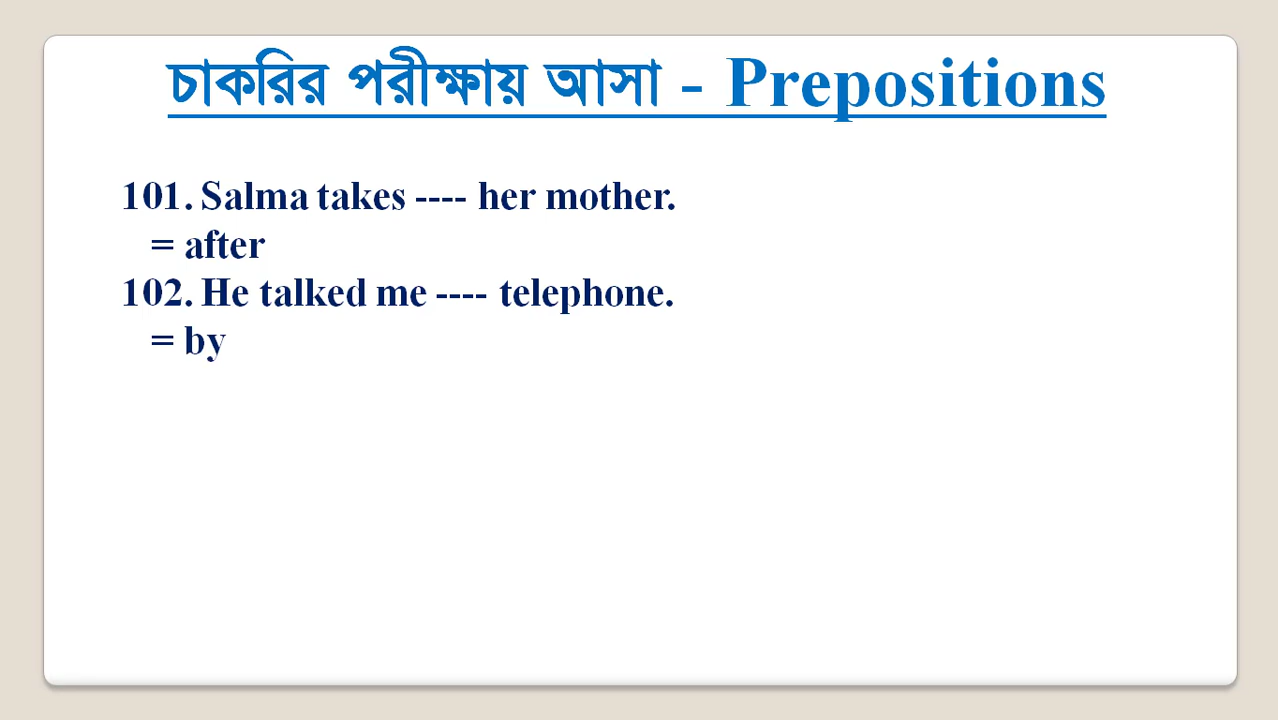 চাকরির পরীক্ষায় আসা - Prepositions
101. Salma takes ---- her mother.
= after
102. He talked me ---- telephone.
= by